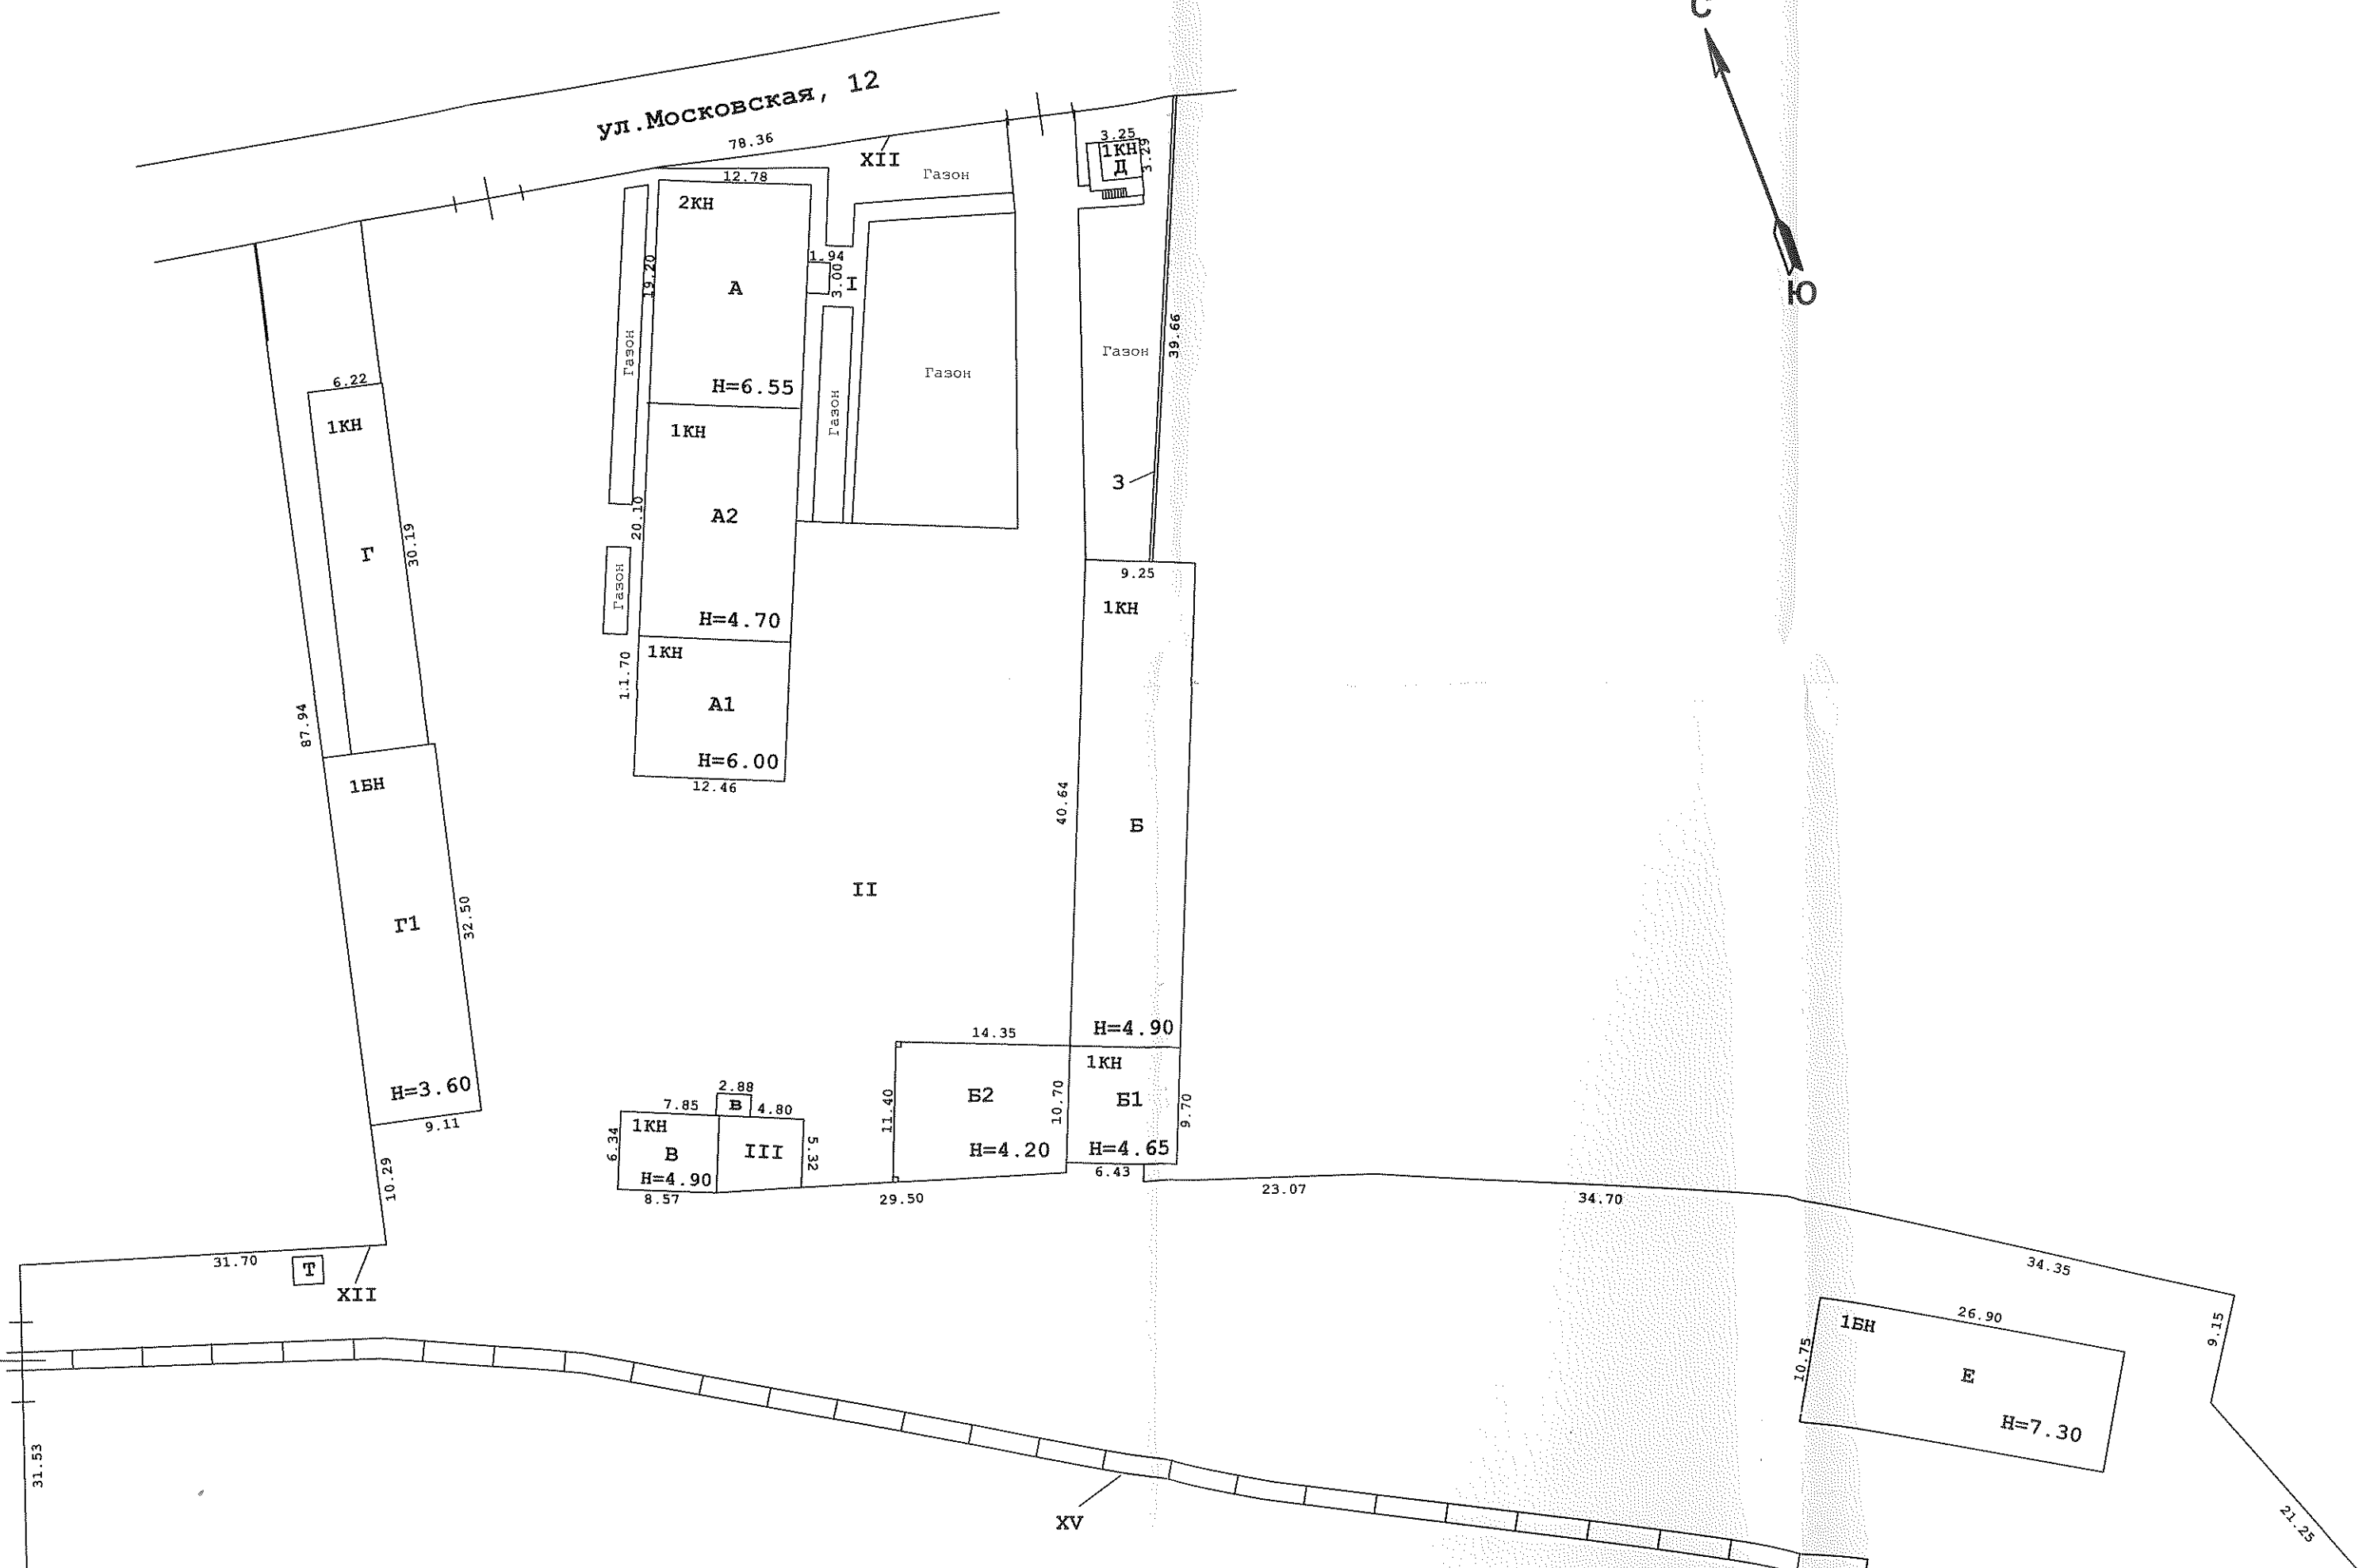 С
ул.Московская, 12
78.36
XII
3.25
1КН
Д
3.29
Газон
12.78
2КН
19.20
А
1.94
3.00
I
Ю
Газон
Газон
Газон
Газон
39.66
Н=6.55
6.22
1КН
1КН
З
20.10
А2
30.19
Г
9.25
Газон
1КН
Н=4.70
1КН
11.70
А1
87.94
Н=6.00
12.46
1БН
40.64
Б
II
Г1
32.50
Н=4.90
14.35
1КН
Н=3.60
9.11
2.88
7.85
в
4.80
1КН
6.34
В
III
5.32
Н=4.90
8.57
11.40
Б2
10.70
Н=4.20
Б1
9.70
Н=4.65
6.43
29.50
23.07
34.70
10.29
31.70
Т
XII
34.35
9.15
26.90
1БН
10.75
Е
Н=7.30
31.53
XV
21.25